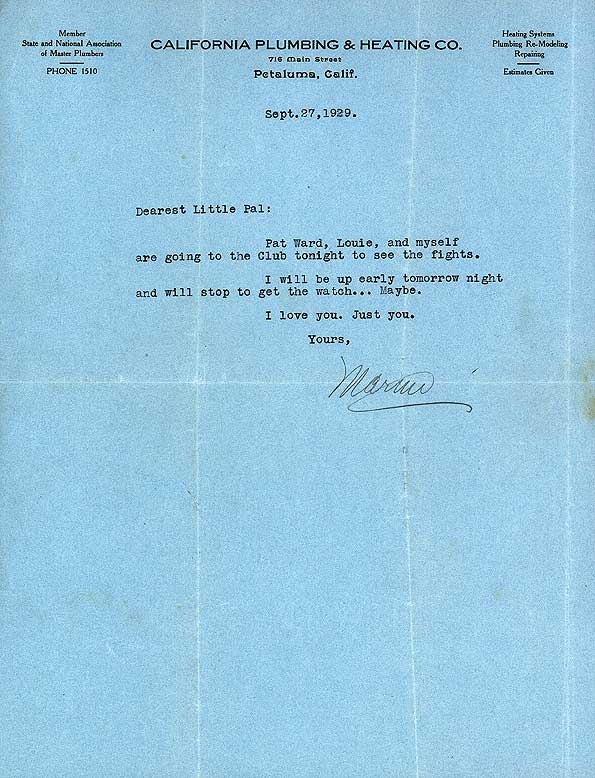 Member
State and National Association
of Master Plumbers
PHONE 1510
CALIFORNIA PLUMBING & HEATING CO.
716 Main Street
Petaluma, Calif.
Heating Systems
Plumbing Re-Modeling
Repairing
Estimates Given
Sept.27,1929.
Dearest Little Pal:
Pat Ward, Louie, and myself
are going to the Club tonight to see the fights.
I will be up early tomorrow night
and will stop to get the watch... Maybe.
I love you. Just you.
Yours,